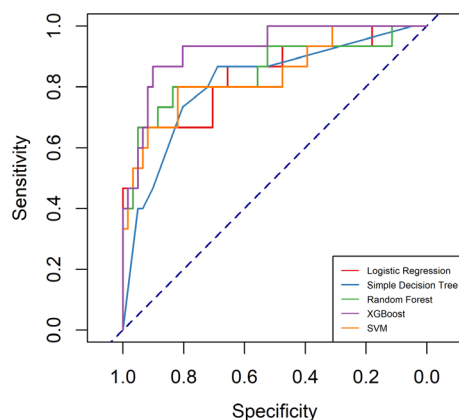 Sensitivity
1.0
0.8
0.6
0.4
0.2
0.0
1.0 0.8 0.6 0.4 0.2 0.0
Specificity
Logistic Regression
Simple Decision Tree
Random Forest
XGBoost
SVM